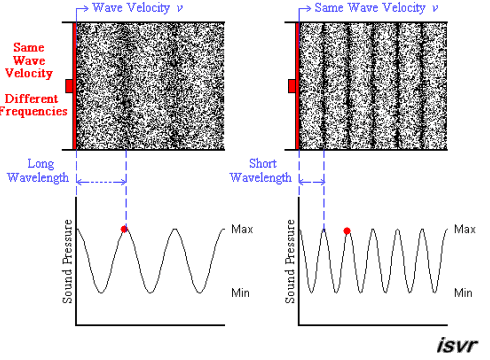 Wave Velocity v
Same Wave Velocity v
Same
Wave
Velocity
Different
Frequencies
Long
Wavelength
Short
Wavelength
Sound Pressure
Max
Min
Sound Pressure
Max
Min
isvr